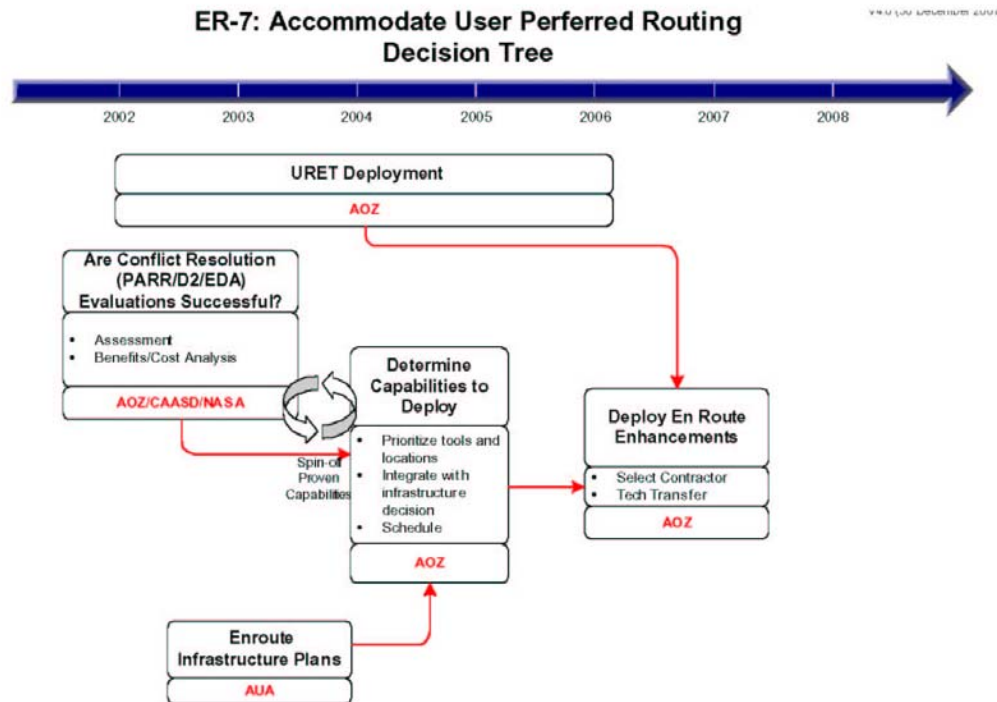 ER-7: Accommodate User Perferred Routing
Decision Tree
2002 2003 2004 2005 2006 2007 2008
URET Deployment
AOZ
Are Conflict Resolution
(PARR/D2/EDA)
Evaluations Successful?
• Assessment
• Benefits/Cost Analysis
AOZ/CAASD/NASA
Spin-off
Proven
Capabilities
Determine
Capabilities to
Deploy
• Prioritize tools and
locations
• Integrate with
infrastructure
decision
• Schedule
AOZ
Deploy En Route
Enhancements
• Select Contractor
• Tech Transfer
AOZ
Enroute
Infrastructure Plans
AUA